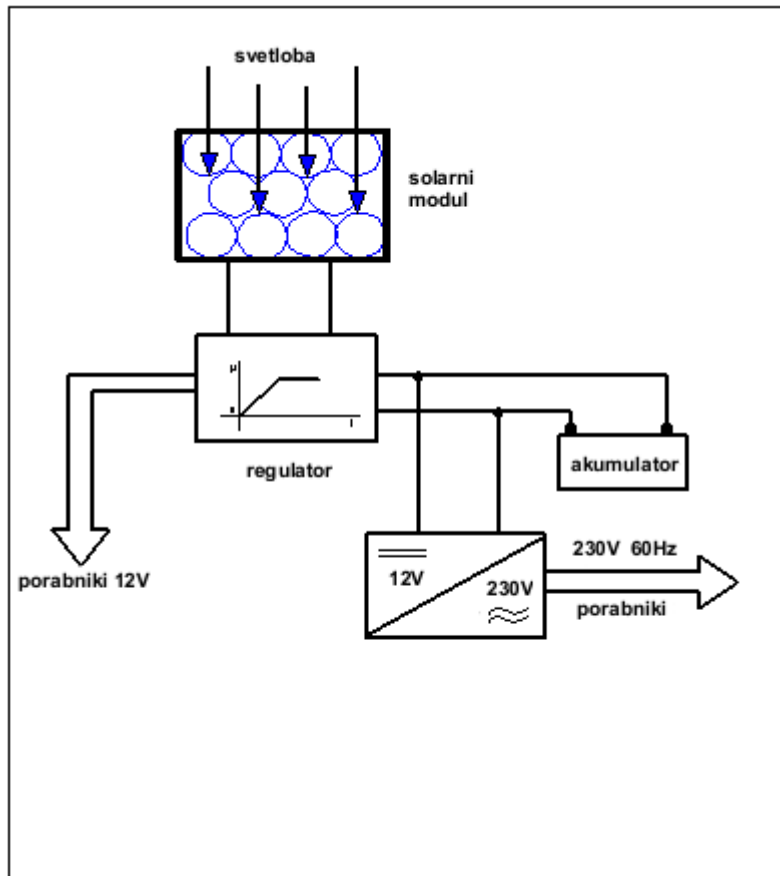 svetloba
solarni
modul
regulator
akumulator
porabniki 12V
12V
230V
230V 60Hz
porabniki